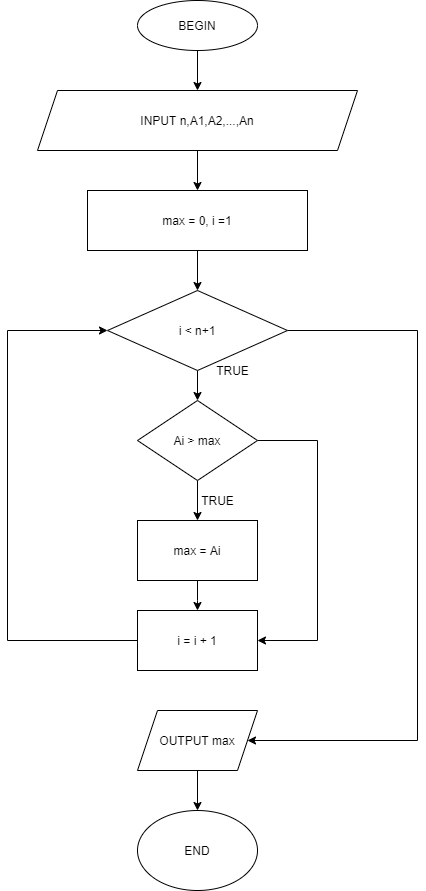 BEGIN
INPUT n,A1,A2,...,An
max = 0, i =1
i < n+1
TRUE
Ai > max
TRUE
max = Ai
i = i + 1
OUTPUT max
END